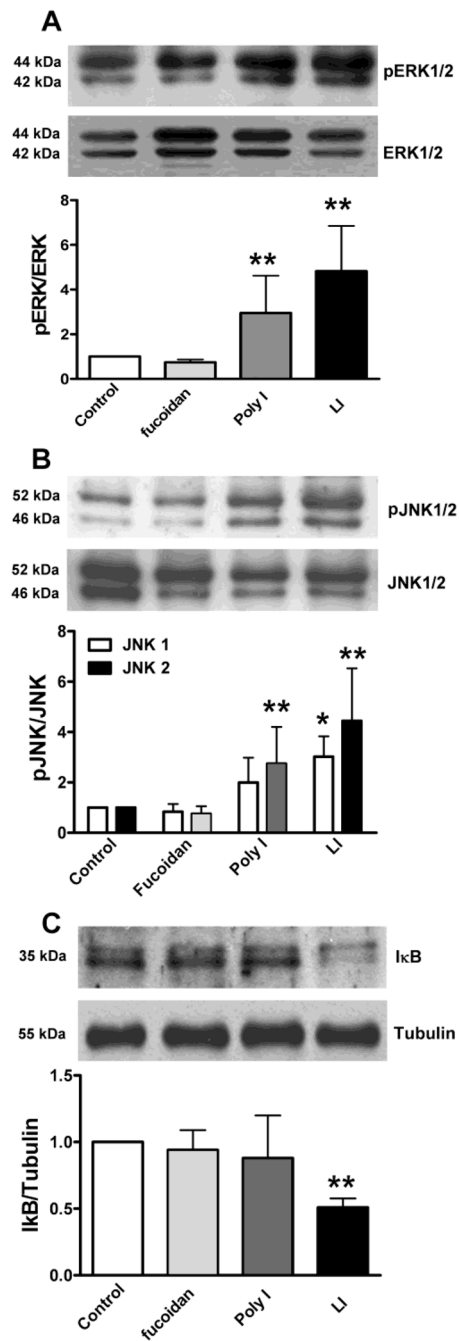 A
44 kDa
42 kDa
pERK1/2
44 kDa
42 kDa
ERK1/2
pERK/ERK
8
6
4
2
0
**
**
Control
fucoidan
Poly I
LI
B
52 kDa
46 kDa
pJNK1/2
52 kDa
46 kDa
JNK1/2
pJNK/JNK
8
6
4
2
0
JNK 1
JNK 2
**
*
**
Control
Fucoidan
Poly I
LI
C
35 kDa
IκB
55 kDa
Tubulin
IkB/Tubulin
1.5
1.0
0.5
0.0
**
Control
fucoidan
Poly I
LI